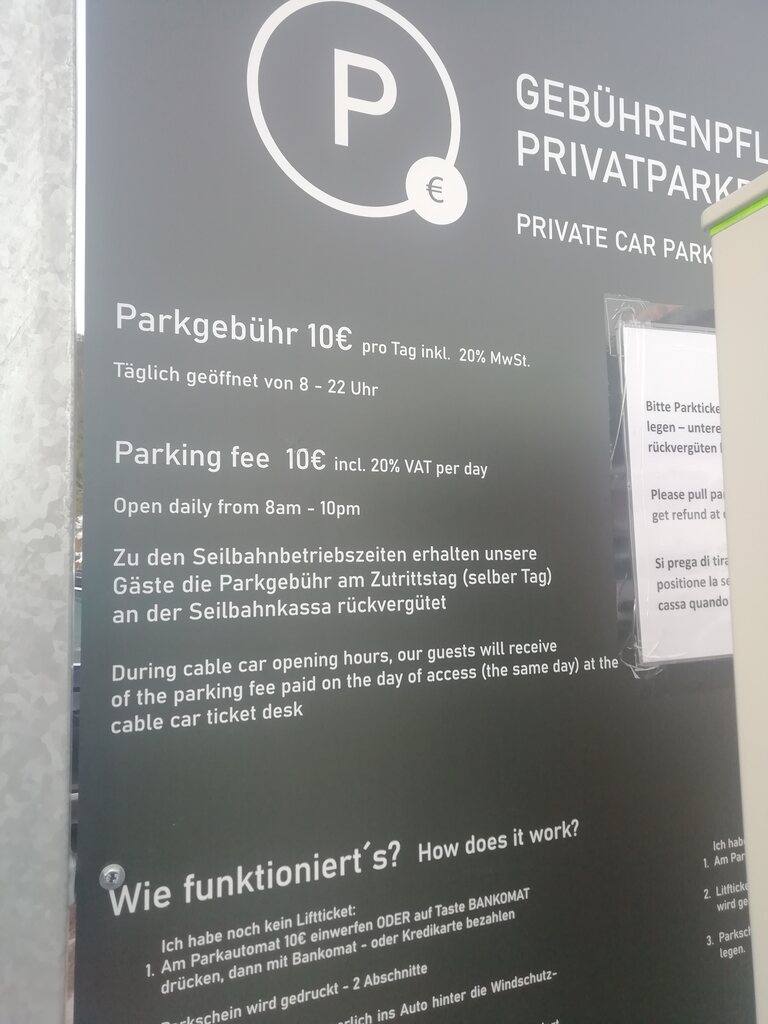 P
€
GEBÜHRENPFL
PRIVATPARK
PRIVATE CAR PARK
Parkgebühr 10€ pro Tag inkl. 20% MwSt.
Täglich geöffnet von 8 - 22 Uhr
Parking fee 10€ incl. 20% VAT per day
Open daily from 8am - 10pm
Zu den Seilbahnbetriebszeiten erhalten unsere
Gäste die Parkgebühr am Zutrittstag (selber Tag)
an der Seilbahnkassa rückvergütet
During cable car opening hours, our guests will receive
of the parking fee paid on the day of access (the same day) at the
cable car ticket desk
Bitte Parkticke
legen – untere
rückvergüten
Please pull pa
get refund at
Si prega di tira
positione la se
cassa quando
Wie funktioniert´s? How does it work?
Ich habe noch kein Liftticket:
1. Am Parkautomat 10€ einwerfen ODER auf Taste BANKOMAT
drücken, dann mit Bankomat - oder Kredikarte bezahlen
rkschein wird gedruckt - 2 Abschnitte
rlich ins Auto hinter die Windschutz-
Ich hab
1. Am Par
2. Litfticke
wird ge
3. Parksch
legen.